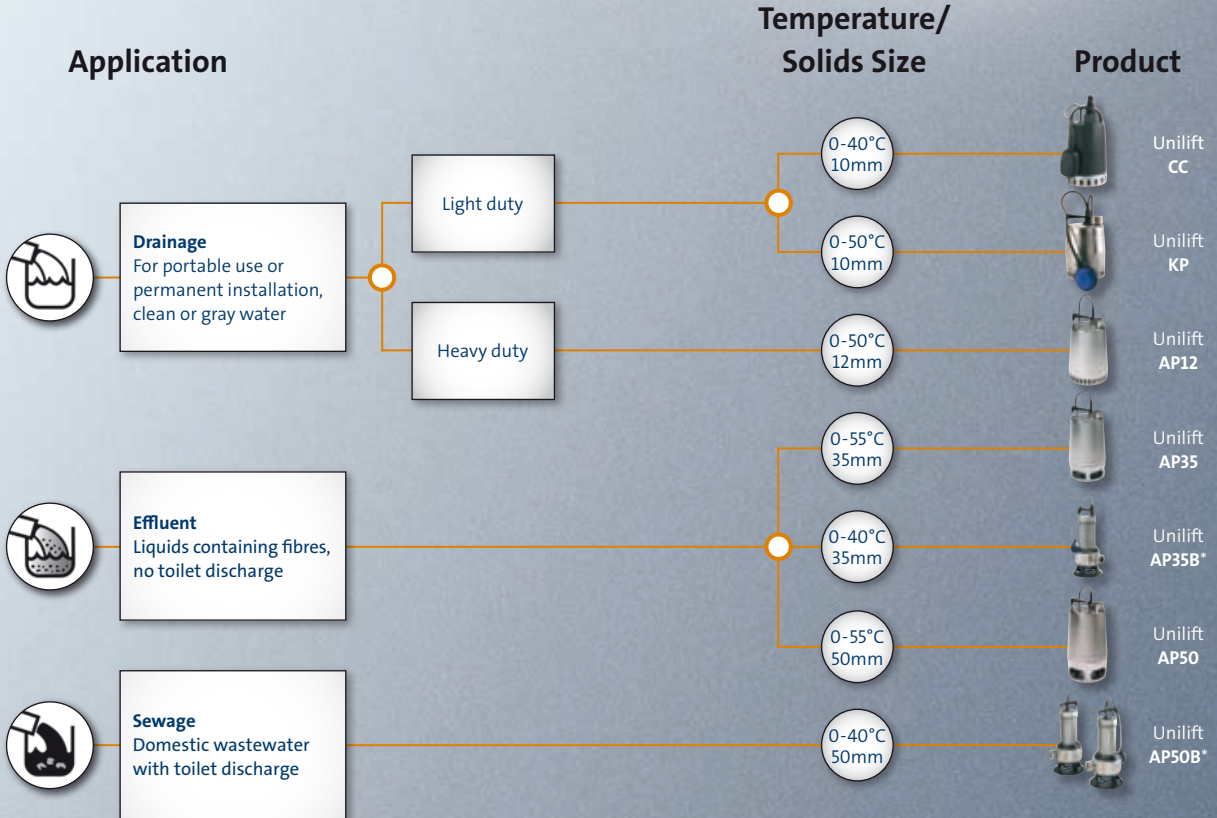 Application
Temperature/
Solids Size
Product
Drainage
For portable use or
permanent installation,
clean or gray water
Light duty
0-40°C
10mm
Unilift
CC
0-50°C
10mm
Unilift
KP
Heavy duty
0-50°C
12mm
Unilift
AP12
Effluent
Liquids containing fibres,
no toilet discharge
0-55°C
35mm
Unilift
AP35
0-40°C
35mm
Unilift
AP35B*
0-55°C
50mm
Unilift
AP50
Sewage
Domestic wastewater
with toilet discharge
0-40°C
50mm
Unilift
AP50B*